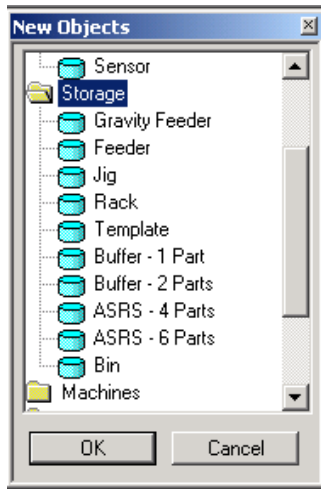 New Objects
Sensor
Storage
Gravity Feeder
Feeder
Jig
Rack
Template
Buffer - 1 Part
Buffer - 2 Parts
ASRS - 4 Parts
ASRS - 6 Parts
Bin
Machines
OK Cancel